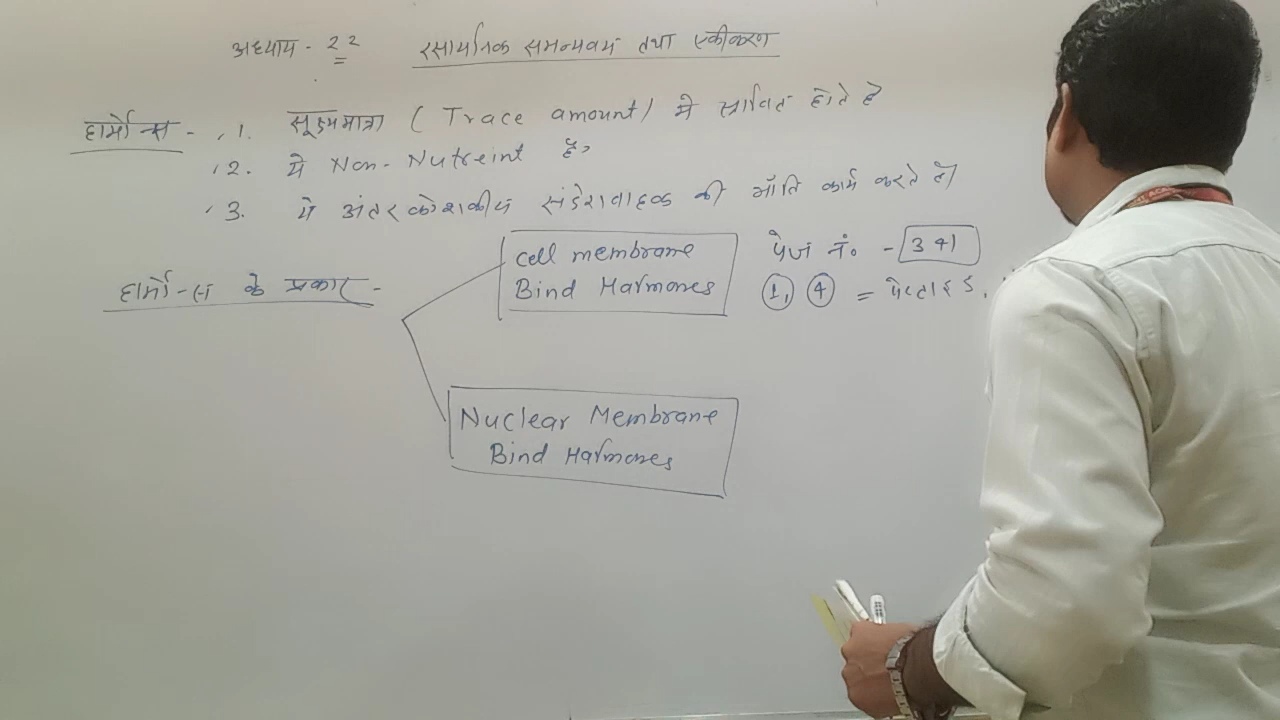 अध्याय - 22 रसायनिक समन्वय तथा एकीकरण
हार्मोन्स - 1. सूक्ष्ममात्रा (Trace amount) में स्रावित होते है
2. ये Non-Nutreint है,
3. ये अंतरकोशकीय संदेशवाहक की भाँति कार्य करते है।
हार्मोन्स के प्रकार -
cell membrane
Bind Harmones
पेज नं० - 341
1, 4 = पेप्टाइड,
Nuclear Membrane
Bind Harmones